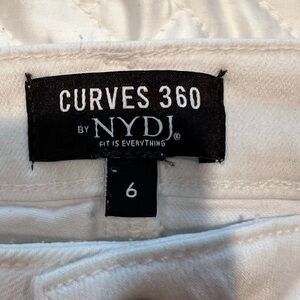 CURVES 360
BY NYDJ®
FIT IS EVERYTHING
6